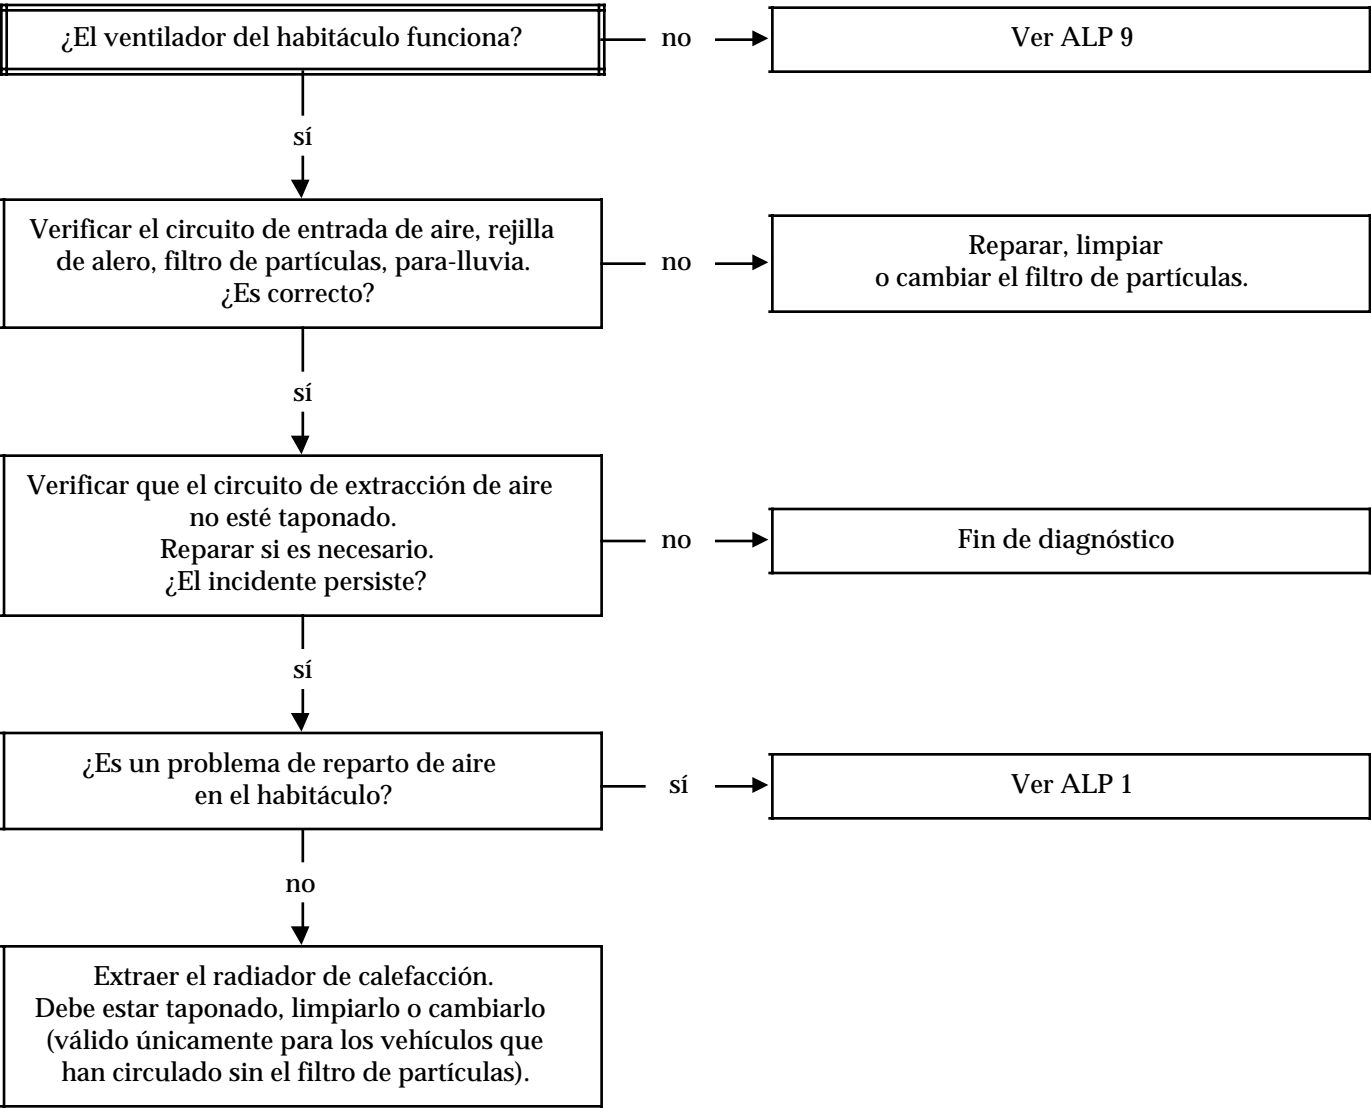 ¿El ventilador del habitáculo funciona?
no
Ver ALP 9
sí
Verificar el circuito de entrada de aire, rejilla
de alero, filtro de partículas, para-lluvia.
¿Es correcto?
no
Reparar, limpiar
o cambiar el filtro de partículas.
sí
Verificar que el circuito de extracción de aire
no esté taponado.
Reparar si es necesario.
¿El incidente persiste?
no
Fin de diagnóstico
sí
¿Es un problema de reparto de aire
en el habitáculo?
sí
Ver ALP 1
no
Extraer el radiador de calefacción.
Debe estar taponado, limpiarlo o cambiarlo
(válido únicamente para los vehículos que
han circulado sin el filtro de partículas).